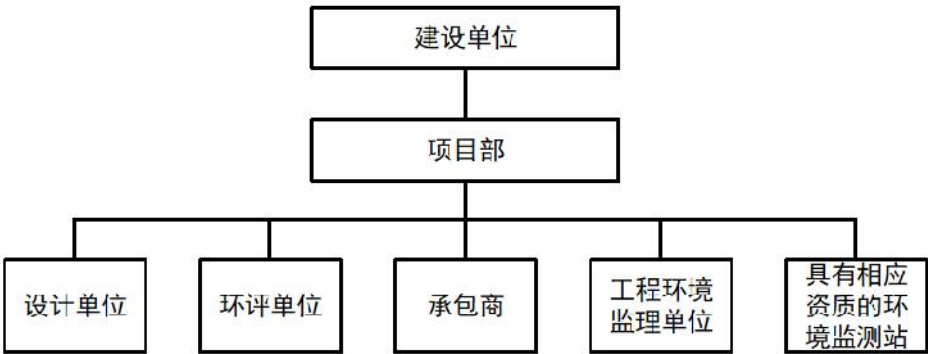 建设单位
项目部
设计单位
环评单位
承包商
工程环境
监理单位
具有相应
资质的环
境监测站